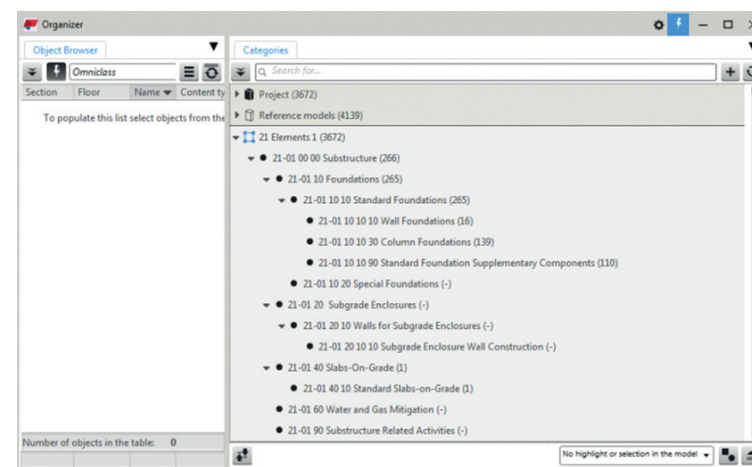 Organizer
Object Browser
Omniclass
Section Floor Name Content ty
To populate this list select objects from the
Number of objects in the table: 0
Categories
Search for...
Project (3672)
Reference models (4139)
21 Elements 1 (3672)
21-01 00 00 Substructure (266)
21-01 10 Foundations (265)
21-01 10 10 Standard Foundations (265)
21-01 10 10 10 Wall Foundations (16)
21-01 10 10 30 Column Foundations (139)
21-01 10 10 90 Standard Foundation Supplementary Components (110)
21-01 10 20 Special Foundations (-)
21-01 20 Subgrade Enclosures (-)
21-01 20 10 Walls for Subgrade Enclosures (-)
21-01 20 10 10 Subgrade Enclosure Wall Construction (-)
21-01 40 Slabs-On-Grade (1)
21-01 40 10 Standard Slabs-on-Grade (1)
21-01 60 Water and Gas Mitigation (-)
21-01 90 Substructure Related Activities (-)
No highlight or selection in the model